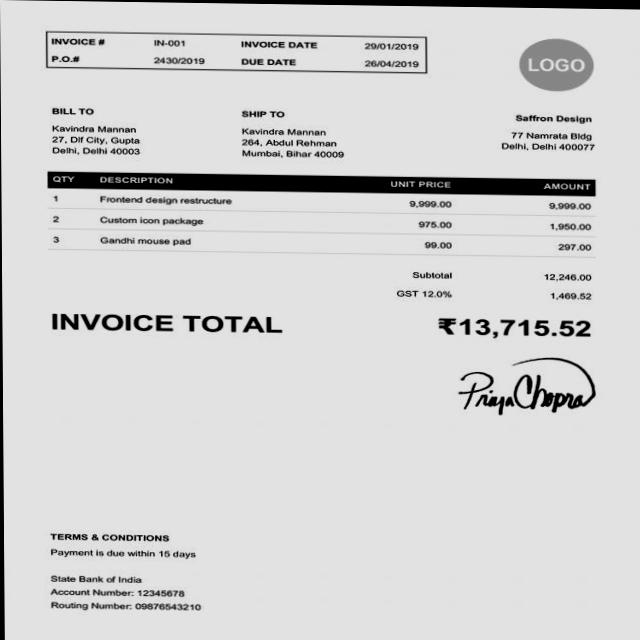 INVOICE # IN-001 INVOICE DATE 29/01/2019
P.O.# 2430/2019 DUE DATE 26/04/2019
LOGO
BILL TO
Kavindra Mannan
27, Dlf City, Gupta
Delhi, Delhi 40003
SHIP TO
Kavindra Mannan
264, Abdul Rehman
Mumbai, Bihar 40009
Saffron Design
77 Namrata Bldg
Delhi, Delhi 400077
QTY DESCRIPTION UNIT PRICE AMOUNT
1 Frontend design restructure 9,999.00 9,999.00
2 Custom icon package 975.00 1,950.00
3 Gandhi mouse pad 99.00 297.00
Subtotal 12,246.00
GST 12.0% 1,469.52
INVOICE TOTAL ₹13,715.52
Priya Chopra
TERMS & CONDITIONS
Payment is due within 15 days
State Bank of India
Account Number: 12345678
Routing Number: 09876543210